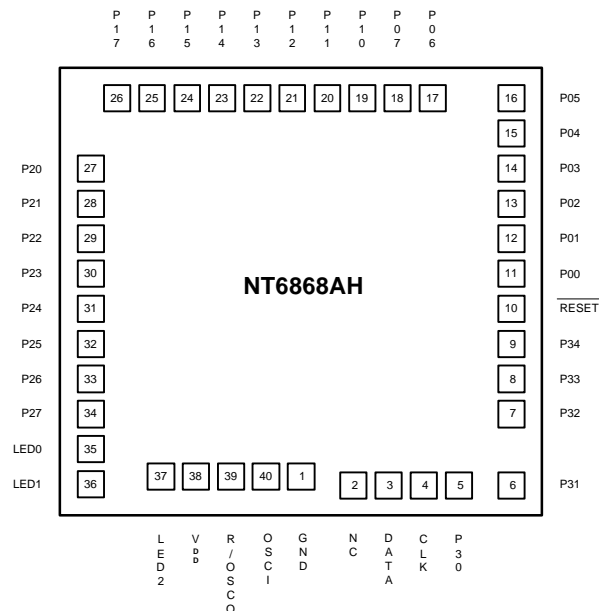 P17 P16 P15 P14 P13 P12 P11 P10 P07 P06
26 25 24 23 22 21 20 19 18 17 16 P05
15 P04
P20 27 14 P03
P21 28 13 P02
P22 29 12 P01
P23 30 11 P00
NT6868AH
P24 31 10 RESET
P25 32 9 P34
P26 33 8 P33
P27 34 7 P32
LED0 35
LED1 36 37 38 39 40 1 2 3 4 5 6 P31
LED2 VDD R/OSCO OSCI GND NC DATA CLK P30